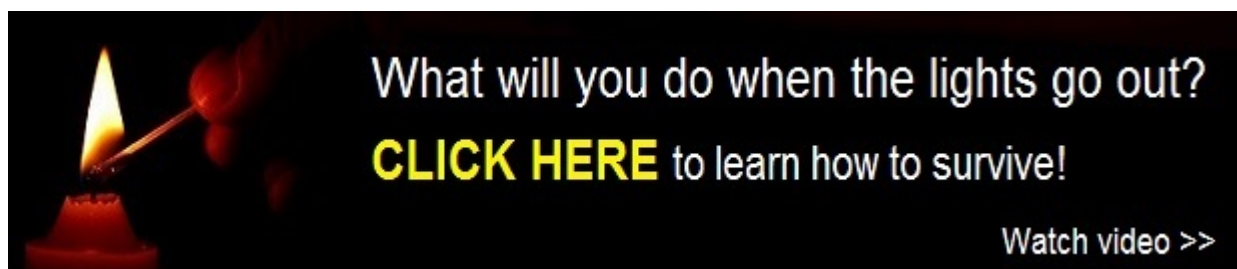 What will you do when the lights go out?
CLICK HERE to learn how to survive!
Watch video >>